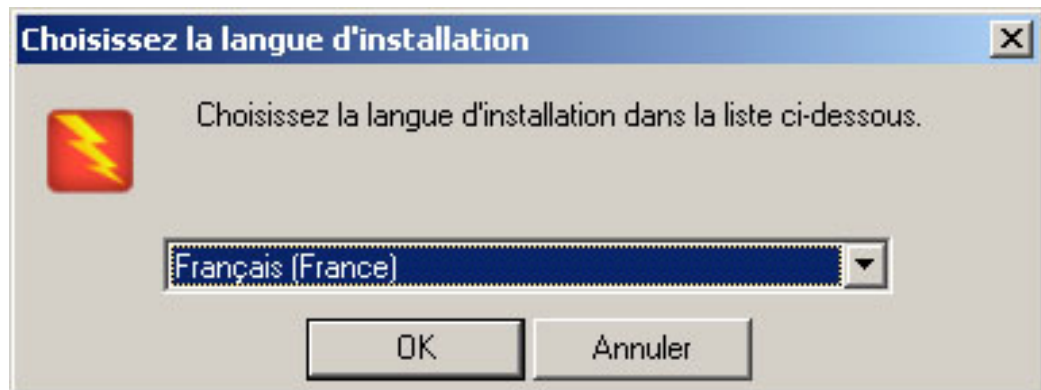 Choisissez la langue d'installation
Choisissez la langue d'installation dans la liste ci-dessous.
Français (France)
OK Annuler